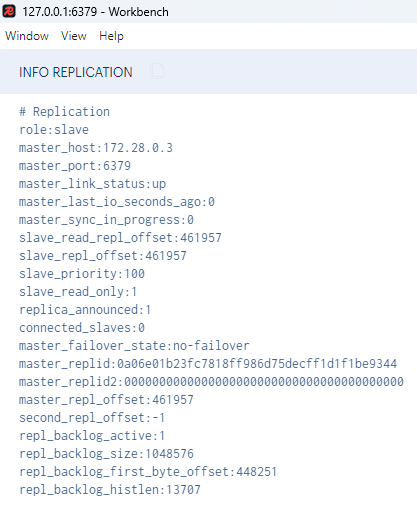 127.0.0.1:6379 - Workbench
Window View Help
INFO REPLICATION
# Replication
role:slave
master_host:172.28.0.3
master_port:6379
master_link_status:up
master_last_io_seconds_ago:0
master_sync_in_progress:0
slave_read_repl_offset:461957
slave_repl_offset:461957
slave_priority:100
slave_read_only:1
replica_announced:1
connected_slaves:0
master_failover_state:no-failover
master_replid:0a06e01b23fc7818ff986d75decff1d1f1be9344
master_replid2:0000000000000000000000000000000000000000
master_repl_offset:461957
second_repl_offset:-1
repl_backlog_active:1
repl_backlog_size:1048576
repl_backlog_first_byte_offset:448251
repl_backlog_histlen:13707